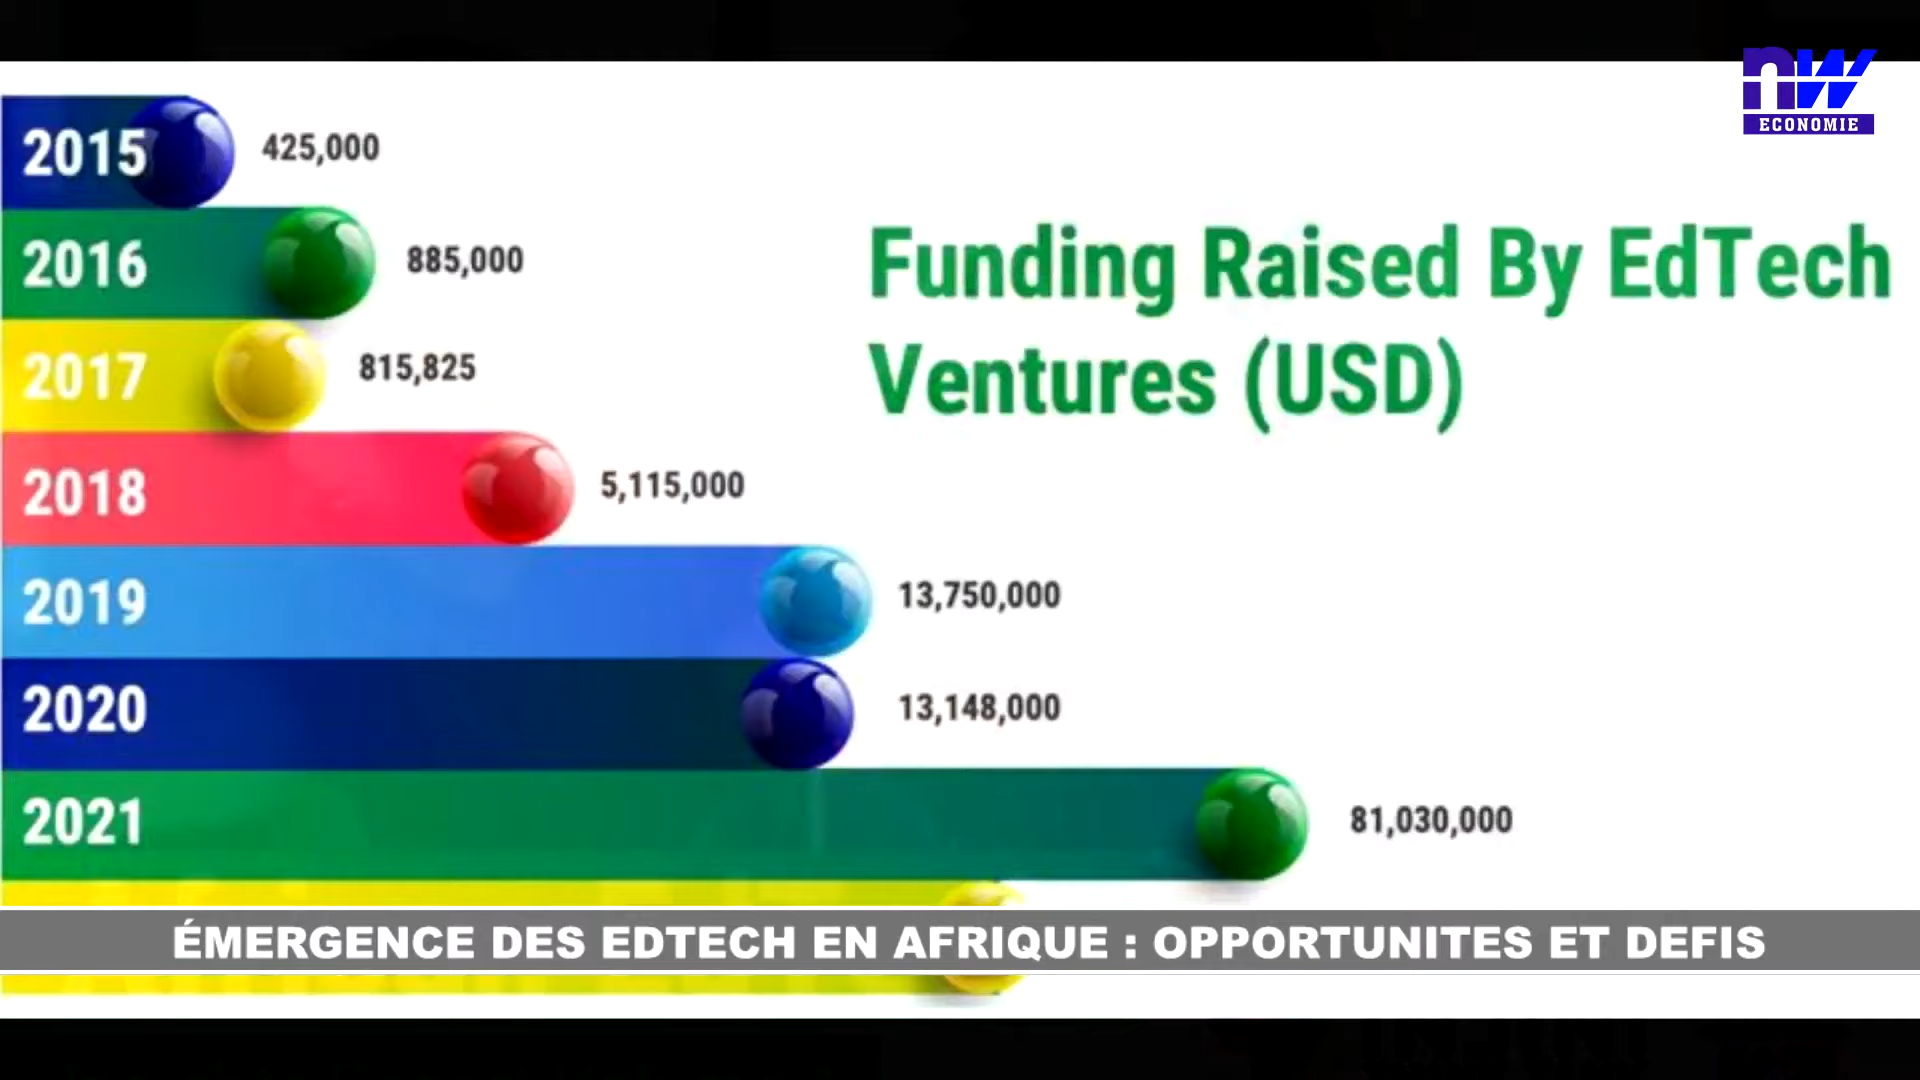 nw
ECONOMIE
2015 425,000
2016 885,000
Funding Raised By EdTech
Ventures (USD)
2017 815,825
2018 5,115,000
2019 13,750,000
2020 13,148,000
2021 81,030,000
ÉMERGENCE DES EDTECH EN AFRIQUE : OPPORTUNITES ET DEFIS